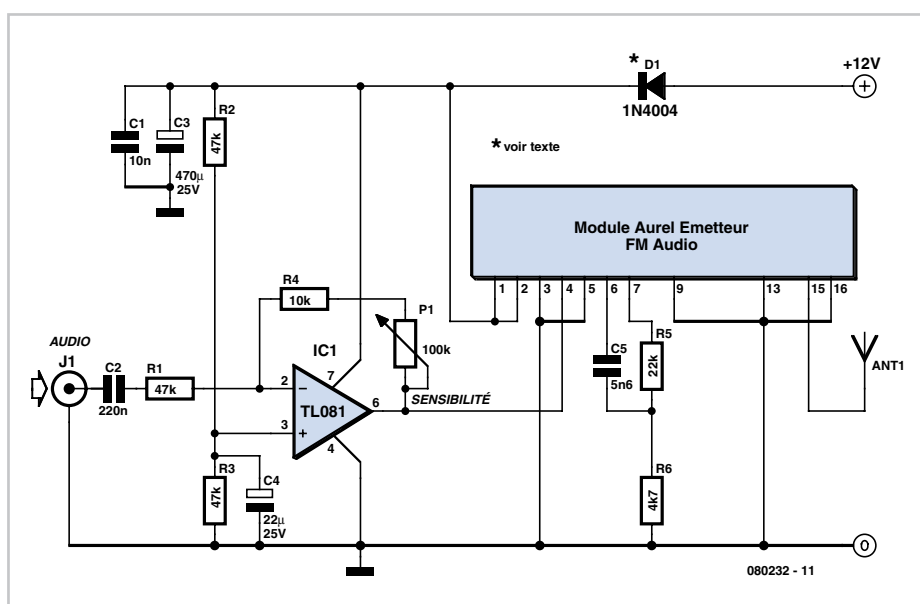 * D1
+12V
1N4004
C1
10n
C3
470µ
25V
R2
47k
* voir texte
Module Aurel Emetteur
FM Audio
1 2 3 4 5 6 7 9 13 15 16
R4
10k
P1
100k
AUDIO
J1
C2
220n
R1
47k
IC1
2
7
TL081
6
SENSIBILITÉ
3
4
C5
5n6
R5
22k
ANT1
R3
47k
C4
22µ
25V
R6
4k7
0
080232 - 11